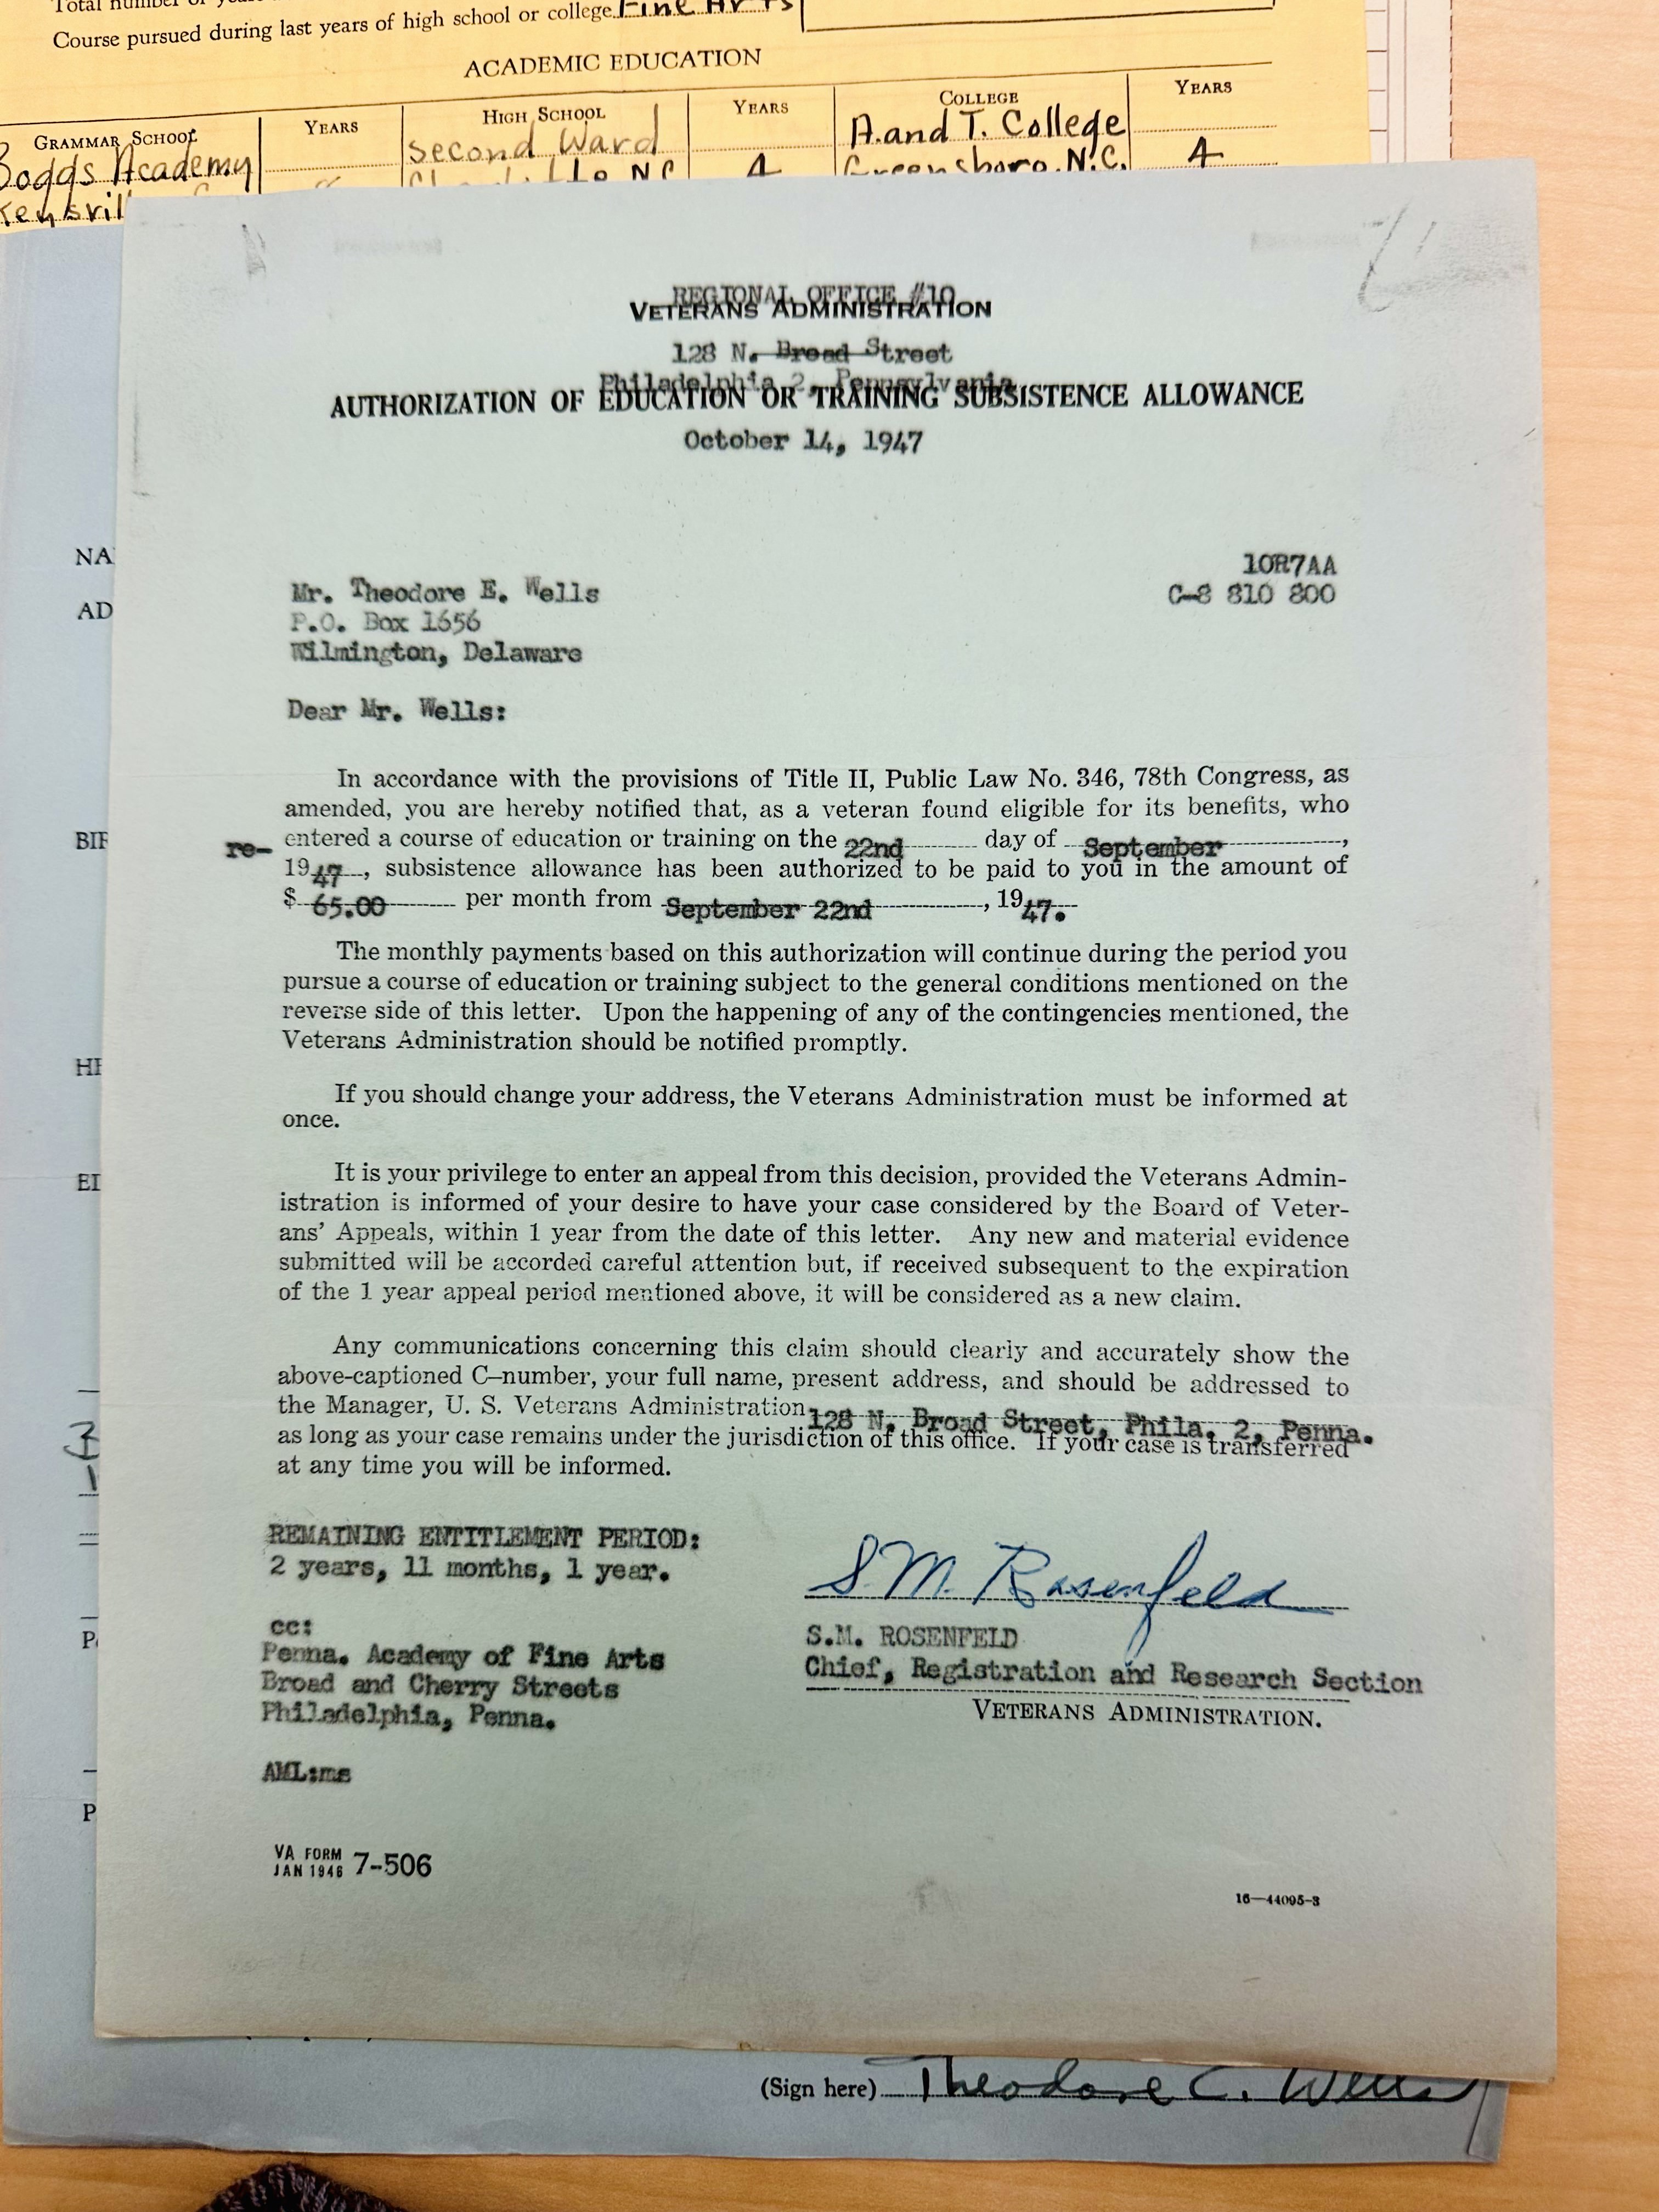 Course pursued during last years of high school or college Fine Arts
ACADEMIC EDUCATION
GRAMMAR SCHOOL YEARS HIGH SCHOOL YEARS COLLEGE YEARS
Boggs Academy Second Ward A. and T. College
4 Greensboro, N.C. 4
REGIONAL OFFICE #10
VETERANS ADMINISTRATION
128 N. Broad Street
Philadelphia 2, Pennsylvania
AUTHORIZATION OF EDUCATION OR TRAINING SUBSISTENCE ALLOWANCE
October 14, 1947
10R7AA
Mr. Theodore E. Wells C-8 810 800
P.O. Box 1656
Wilmington, Delaware
Dear Mr. Wells:
In accordance with the provisions of Title II, Public Law No. 346, 78th Congress, as
amended, you are hereby notified that, as a veteran found eligible for its benefits, who
re- entered a course of education or training on the 22nd day of September,
1947, subsistence allowance has been authorized to be paid to you in the amount of
$ 65.00 per month from September 22nd, 1947.
The monthly payments based on this authorization will continue during the period you
pursue a course of education or training subject to the general conditions mentioned on the
reverse side of this letter. Upon the happening of any of the contingencies mentioned, the
Veterans Administration should be notified promptly.
If you should change your address, the Veterans Administration must be informed at
once.
It is your privilege to enter an appeal from this decision, provided the Veterans Admin-
istration is informed of your desire to have your case considered by the Board of Veter-
ans' Appeals, within 1 year from the date of this letter. Any new and material evidence
submitted will be accorded careful attention but, if received subsequent to the expiration
of the 1 year appeal period mentioned above, it will be considered as a new claim.
Any communications concerning this claim should clearly and accurately show the
above-captioned C-number, your full name, present address, and should be addressed to
the Manager, U. S. Veterans Administration, 128 N. Broad Street, Phila. 2, Penna.
as long as your case remains under the jurisdiction of this office. If your case is transferred
at any time you will be informed.
REMAINING ENTITLEMENT PERIOD:
2 years, 11 months, 1 year.
S. M. Rosenfeld
cc:
S.M. ROSENFELD
Penna. Academy of Fine Arts
Chief, Registration and Research Section
Broad and Cherry Streets
VETERANS ADMINISTRATION.
Philadelphia, Penna.
AML:ms
VA FORM
JAN 1946 7-506
16—44095-3
(Sign here) Theodore C. Wells